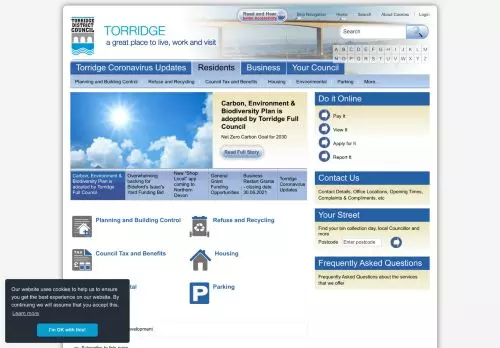 TORRIDGE
DISTRICT
COUNCIL
TORRIDGE
a great place to live, work and visit
Read and Hear
Skip Navigation Home Search About Cookies Login
Search
A B C D E F G H I J K L M
N O P Q R S T U V W X Y Z
Torridge Coronavirus Updates Residents Business Your Council
Planning and Building Control Refuse and Recycling Council Tax and Benefits Housing Environmental Parking More...
Carbon, Environment &
Biodiversity Plan is
adopted by Torridge Full
Council
Net Zero Carbon Goal for 2030
Read Full Story
Carbon, Environment
& Biodiversity Plan is
adopted by Torridge
Full Council
Overwhelming
backing for
Bideford's
Yard Funding Bid
New "Shop
Local" app
coming to
Northern
Devon
General
Grant
Funding
Opportunities
Business
Restart Grants
- closing date
30.06.2021
Torridge
Coronavirus
Updates
Planning and Building Control
Refuse and Recycling
Council Tax and Benefits
Housing
Parking
Do it Online
Pay It
View It
Apply for It
Report It
Contact Us
Contact Details, Office Locations, Opening Times,
Complaints & Compliments, etc
Your Street
Find your bin collection day, local Councillor and
more
Postcode Enter postcode
Frequently Asked Questions
Frequently Asked Questions about the services
that we offer
Our website uses cookies to help us to ensure
you get the best experience on our website. By
continuing we will assume that you accept this.
Learn more
I'm OK with this!